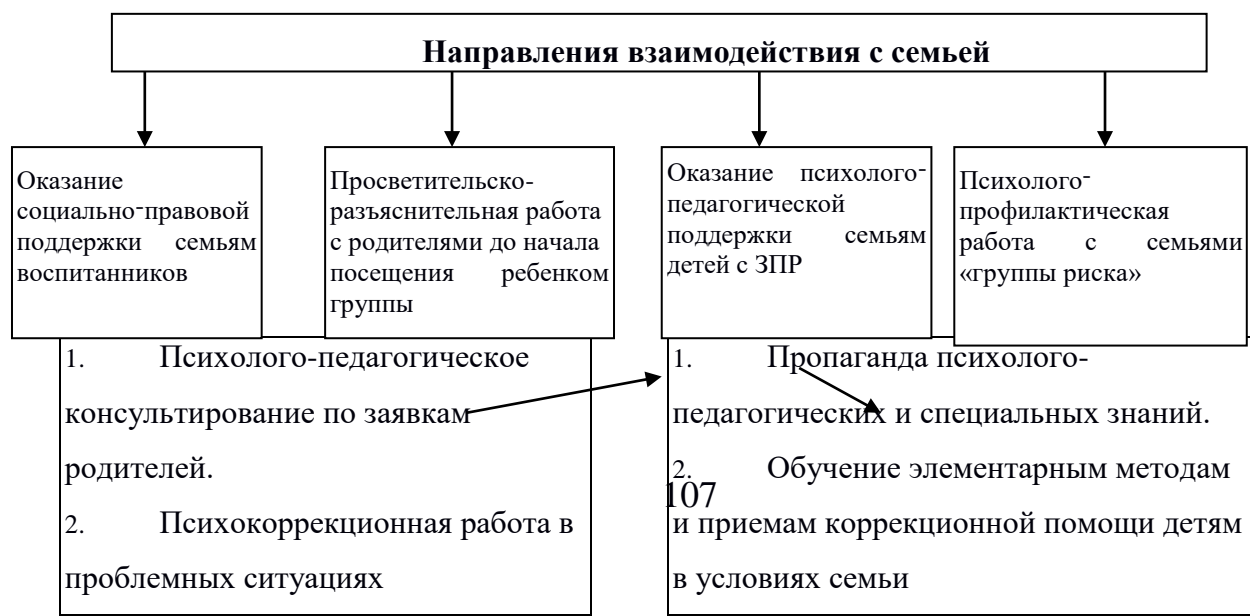 Направления взаимодействия с семьей
Оказание
социально-правовой
поддержки семьям
воспитанников
Просветительско-
разъяснительная работа
с родителями до начала
посещения ребенком
группы
Оказание психолого-
педагогической
поддержки семьям
детей с ЗПР
Психолого-
профилактическая
работа с семьями
«группы риска»
1. Психолого-педагогическое
консультирование по заявкам
родителей.
2. Психокоррекционная работа в
проблемных ситуациях
1. Пропаганда психолого-
педагогических и специальных знаний.
2. Обучение элементарным методам
и приемам коррекционной помощи детям
в условиях семьи
107